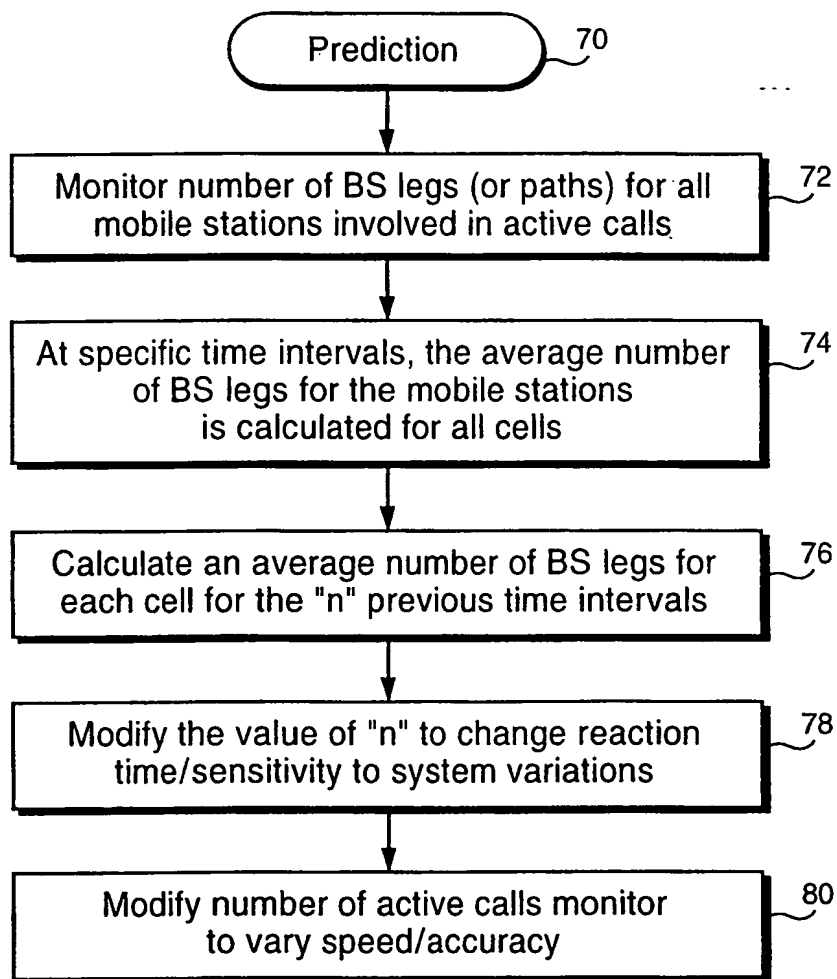 Prediction
70
Monitor number of BS legs (or paths) for all
mobile stations involved in active calls
72
At specific time intervals, the average number
of BS legs for the mobile stations
is calculated for all cells
74
Calculate an average number of BS legs for
each cell for the "n" previous time intervals
76
Modify the value of "n" to change reaction
time/sensitivity to system variations
78
Modify number of active calls monitor
to vary speed/accuracy
80